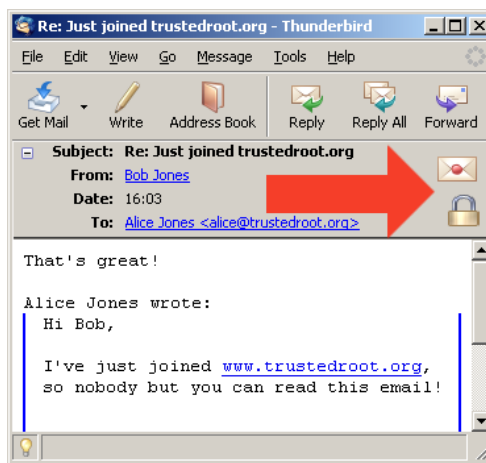 Re: Just joined trustedroot.org - Thunderbird
File Edit View Go Message Tools Help
Get Mail Write Address Book Reply Reply All Forward
Subject: Re: Just joined trustedroot.org
From: Bob Jones
Date: 16:03
To: Alice Jones <alice@trustedroot.org>
That's great!
Alice Jones wrote:
Hi Bob,
I've just joined www.trustedroot.org,
so nobody but you can read this email!